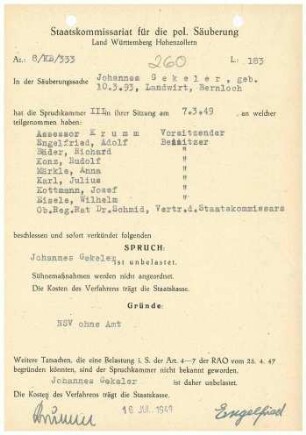 Staatskommissariat für die pol. Säuberung
Land Württemberg Hohenzollern
Nr. 8/KB/333 260 L: 183
In der Säuberungssache Johannes Gekeler, geb.
10.3.93, Landwirt, Bernloch
hat die Spruchkammer III in ihrer Sitzung am 7.3.49 , an welcher
teilgenommen haben:
Assessor Krumm Vorsitzender
Engelfried, Adolf Beisitzer
Bäder, Richard "
Konz, Rudolf "
Märkle, Anna "
Karl, Julius "
Kottmann, Josef "
Eisele, Wilhelm "
Ob.Reg.Rat Dr.Schmid, Vertr.d.Staatskommissars
beschlossen und sofort verkündet folgenden
SPRUCH:
Johannes Gekeler
ist unbelastet.
Sühnemaßnahmen werden nicht angeordnet.
Die Kosten des Verfahrens trägt die Staatskasse.
Gründe:
NSV ohne Amt
Weitere Tatsachen, die eine Belastung i. S. der Art. 4—7 der RAO vom 25. 4. 47
begründen könnten, sind der Spruchkammer nicht bekannt geworden.
Johannes Gekeler ist daher unbelastet.
Die Kosten des Verfahrens trägt die Staatskasse.
Krumm 16 JUL 1949 Engelfried